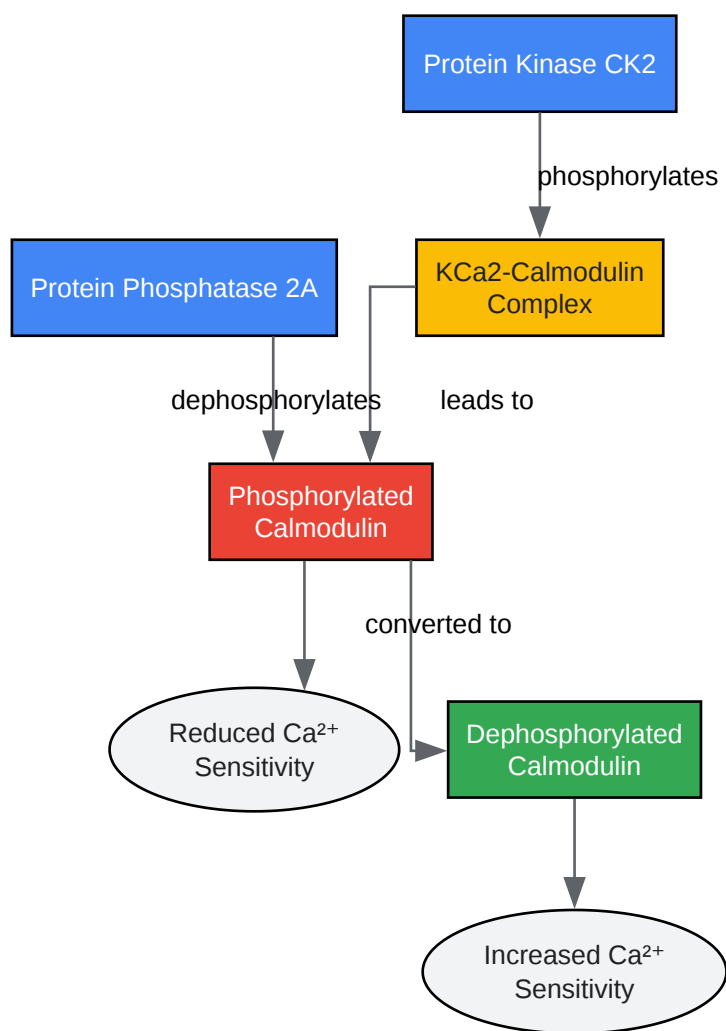 Protein Kinase CK2
phosphorylates
Protein Phosphatase 2A
KCa2-Calmodulin
Complex
dephosphorylates
leads to
Phosphorylated
Calmodulin
converted to
Reduced Ca²⁺
Sensitivity
Dephosphorylated
Calmodulin
Increased Ca²⁺
Sensitivity